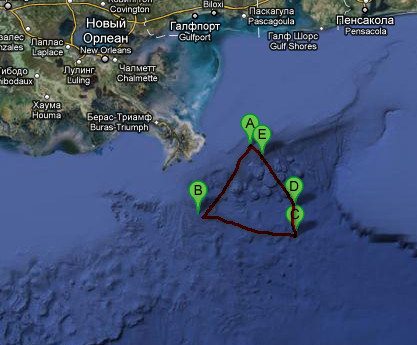 Covington
Biloxi
Новый
Орлеан
New Orleans
Галфпорт
Gulfport
Паскагула
Pascagoula
Пенсакола
Pensacola
Галф Шорс
Gulf Shores
Лаплас
Laplace
Чалметт
Chalmette
Лулинг
Luling
Хаума
Houma
Берас-Триамф
Buras-Triumph
A
E
B
D
C